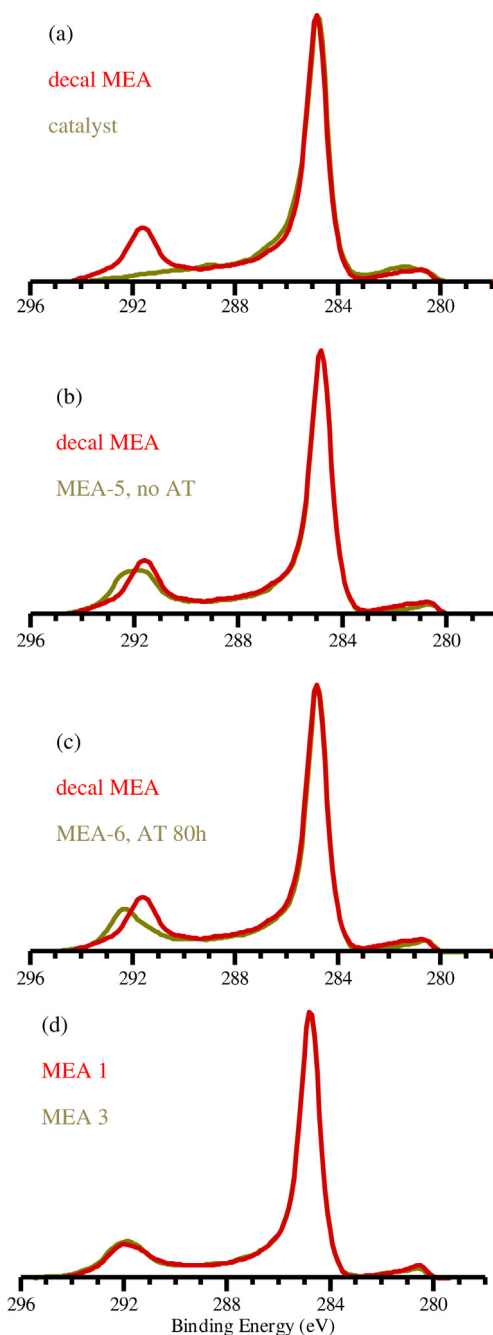 (a)
decal MEA
catalyst
296 292 288 284 280
(b)
decal MEA
MEA-5, no AT
296 292 288 284 280
(c)
decal MEA
MEA-6, AT 80h
296 292 288 284 280
(d)
MEA 1
MEA 3
296 292 288 284 280
Binding Energy (eV)